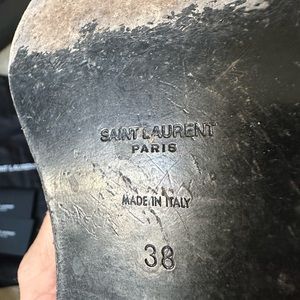 SAINT LAURENT
PARIS
MADE IN ITALY
38